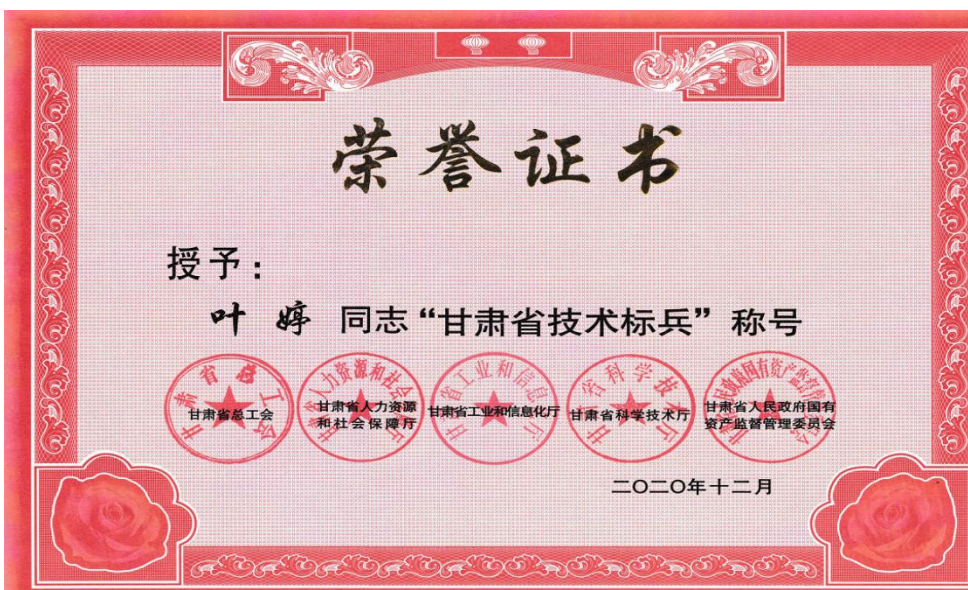 荣誉证书
授予：
叶婷 同志“甘肃省技术标兵”称号
甘肃省总工会
甘肃省人力资源
和社会保障厅
甘肃省工业和信息化厅
甘肃省科学技术厅
甘肃省人民政府国有
资产监督管理委员会
二〇二〇年十二月